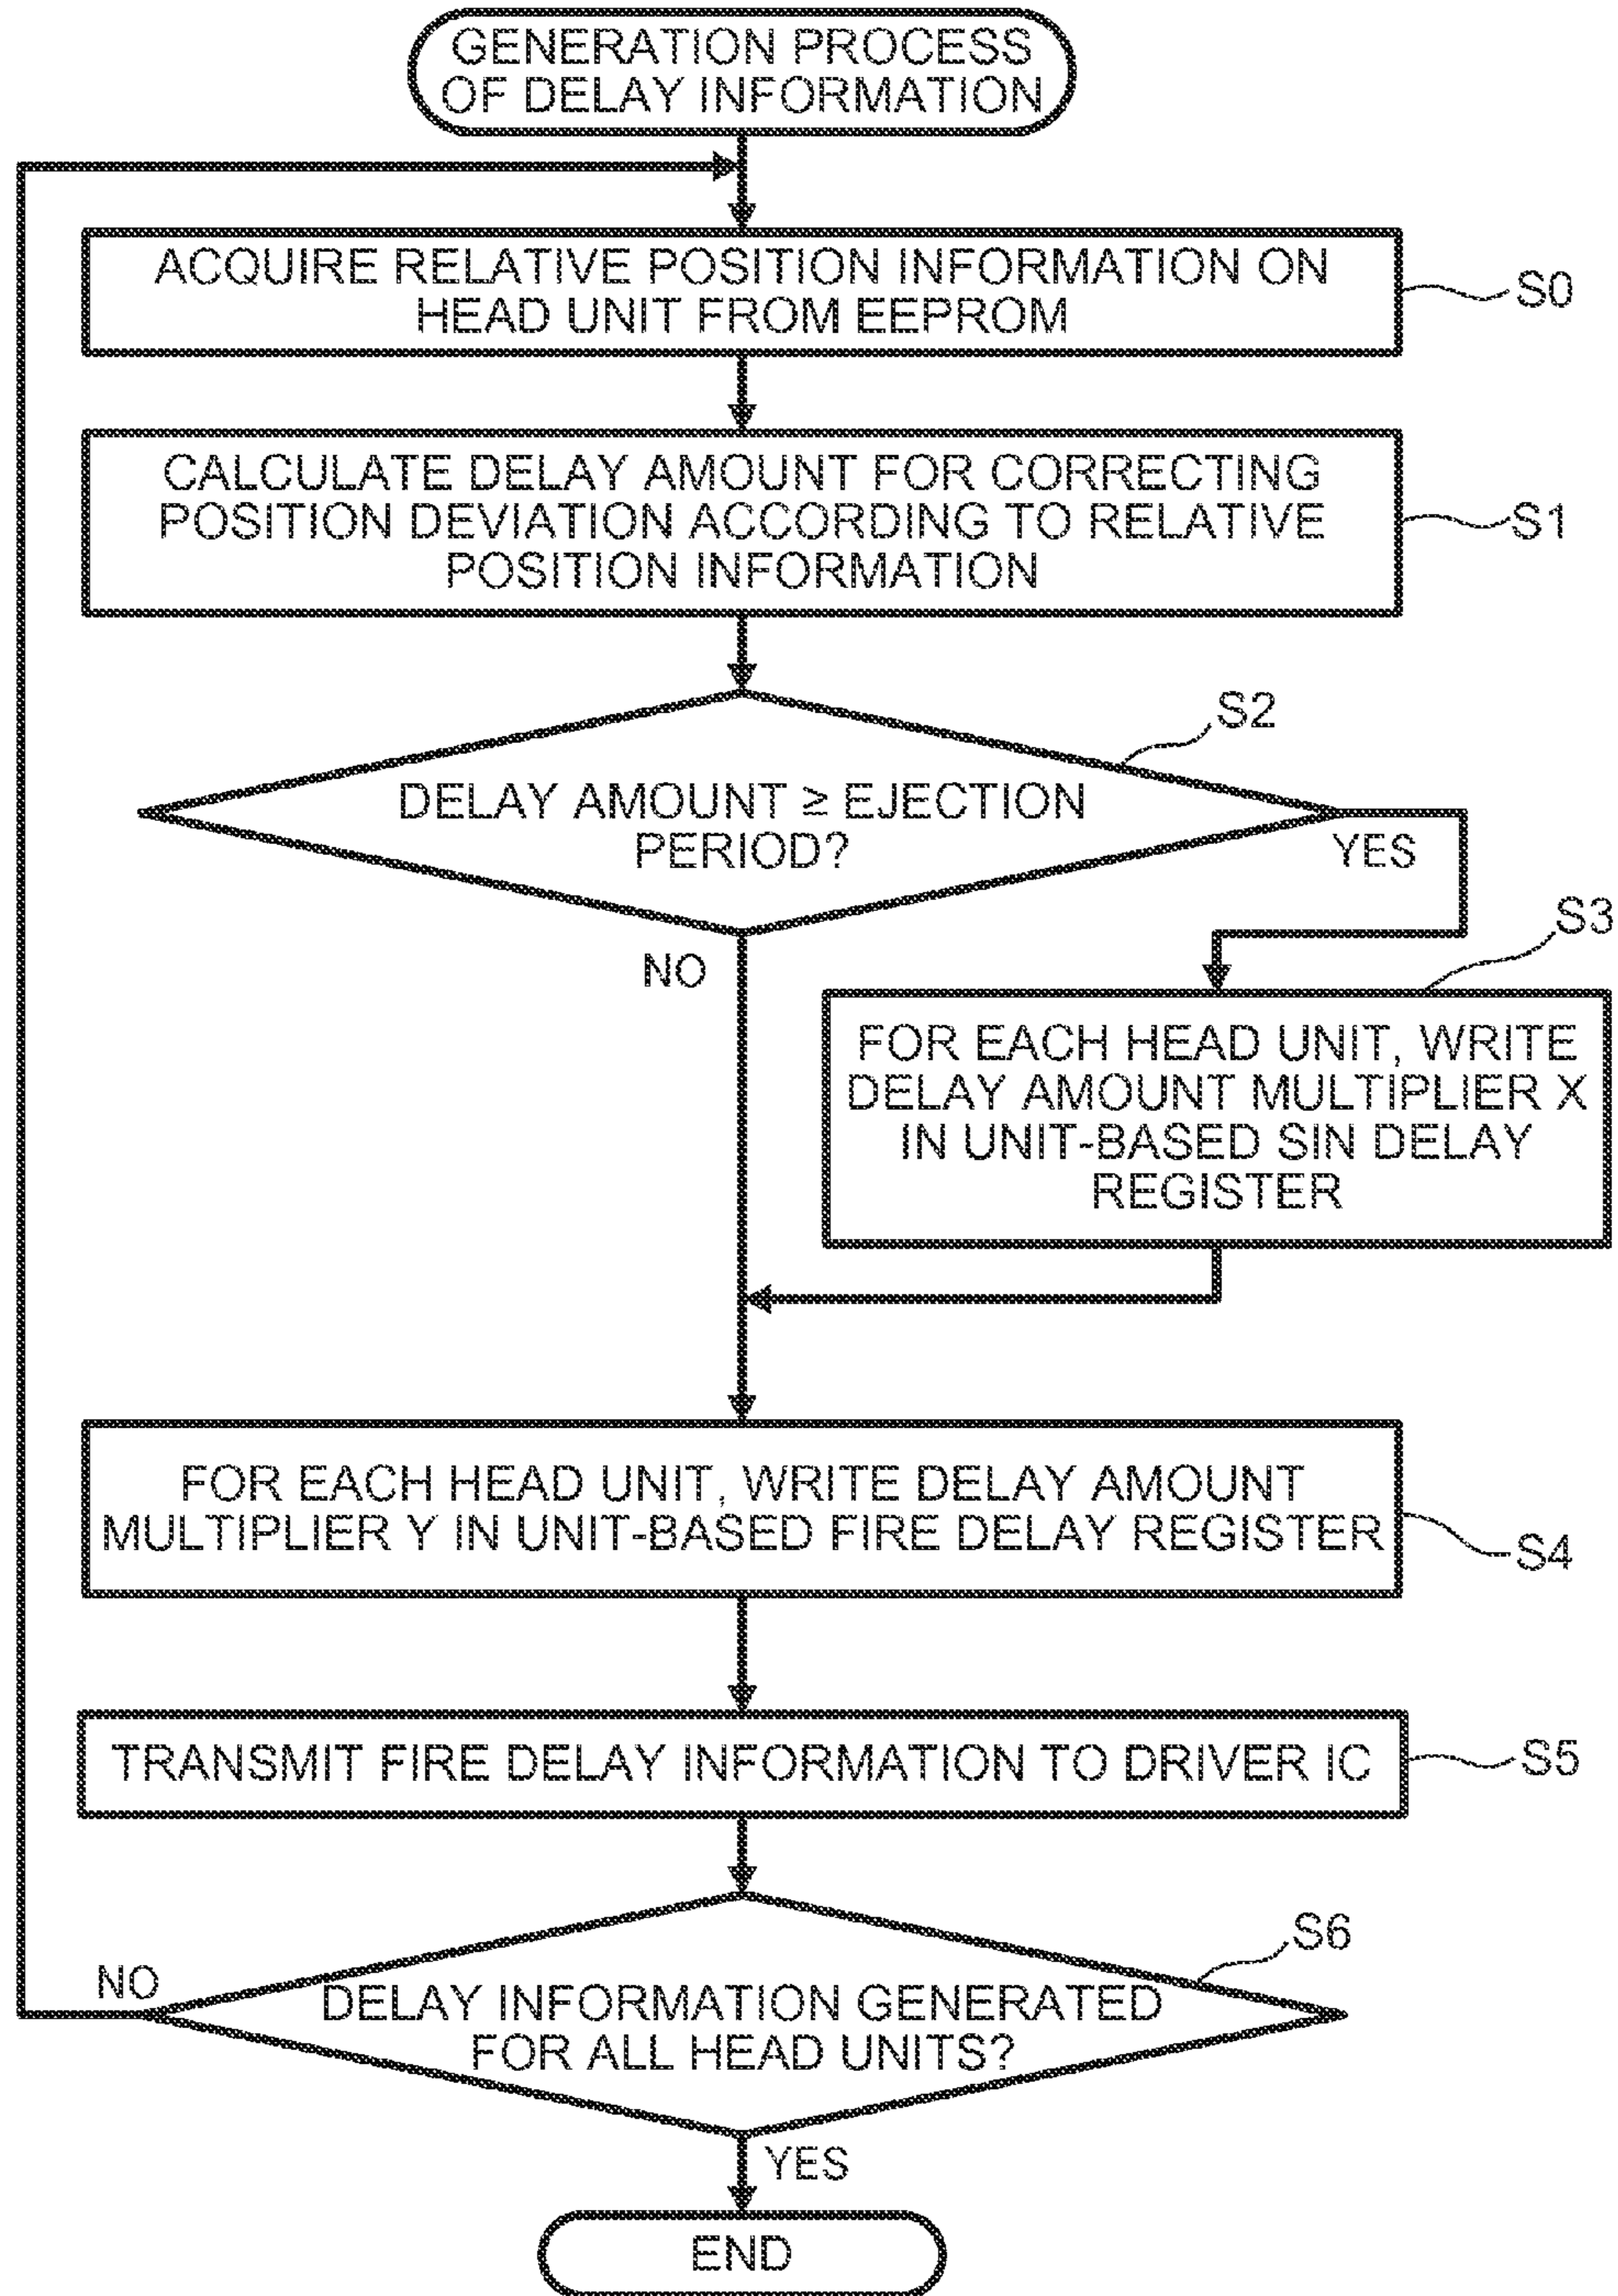 GENERATION PROCESS
OF DELAY INFORMATION
ACQUIRE RELATIVE POSITION INFORMATION ON
HEAD UNIT FROM EEPROM
S0
CALCULATE DELAY AMOUNT FOR CORRECTING
POSITION DEVIATION ACCORDING TO RELATIVE
POSITION INFORMATION
S1
S2
DELAY AMOUNT ≥ EJECTION
PERIOD?
YES
NO
S3
FOR EACH HEAD UNIT, WRITE
DELAY AMOUNT MULTIPLIER X
IN UNIT-BASED SIN DELAY
REGISTER
FOR EACH HEAD UNIT, WRITE DELAY AMOUNT
MULTIPLIER Y IN UNIT-BASED FIRE DELAY REGISTER
S4
TRANSMIT FIRE DELAY INFORMATION TO DRIVER IC
S5
S6
NO
DELAY INFORMATION GENERATED
FOR ALL HEAD UNITS?
YES
END